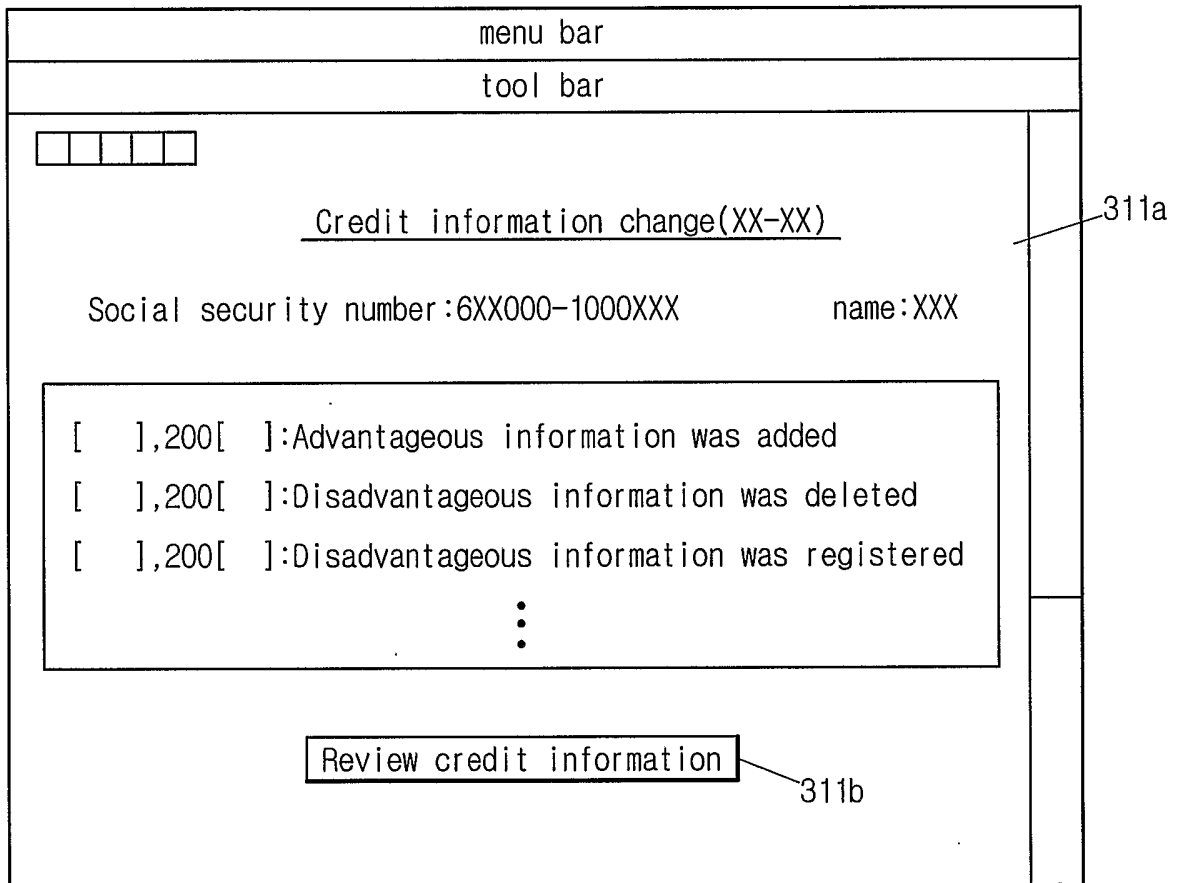 menu bar
tool bar
Credit information change(XX-XX)
311a
Social security number:6XX000-1000XXX name:XXX
[ ],200[ ]:Advantageous information was added
[ ],200[ ]:Disadvantageous information was deleted
[ ],200[ ]:Disadvantageous information was registered
Review credit information
311b